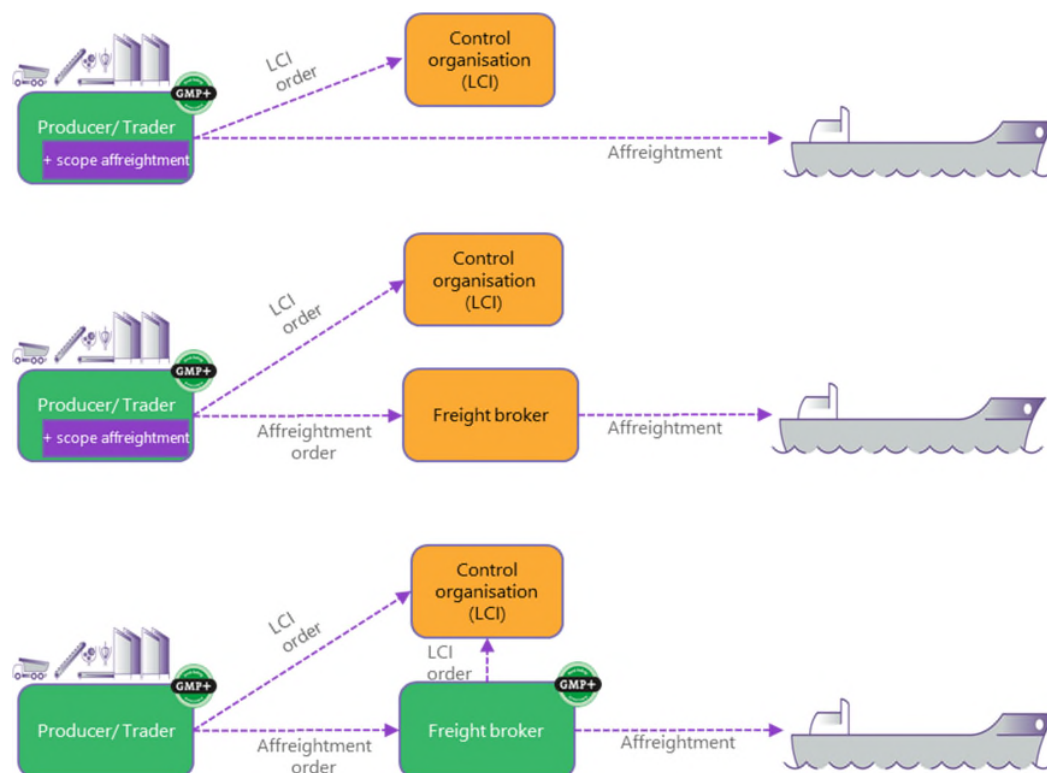 Control
organisation
(LCI)
LCI
order
GMP+
Producer/ Trader
+ scope affreightment
Affreightment
Control
organisation
(LCI)
LCI
order
GMP+
Producer/ Trader
+ scope affreightment
Affreightment
order
Freight broker
Affreightment
Control
organisation
(LCI)
LCI
order
LCI
order
GMP+
GMP+
Producer/ Trader
Affreightment
order
Freight broker
Affreightment